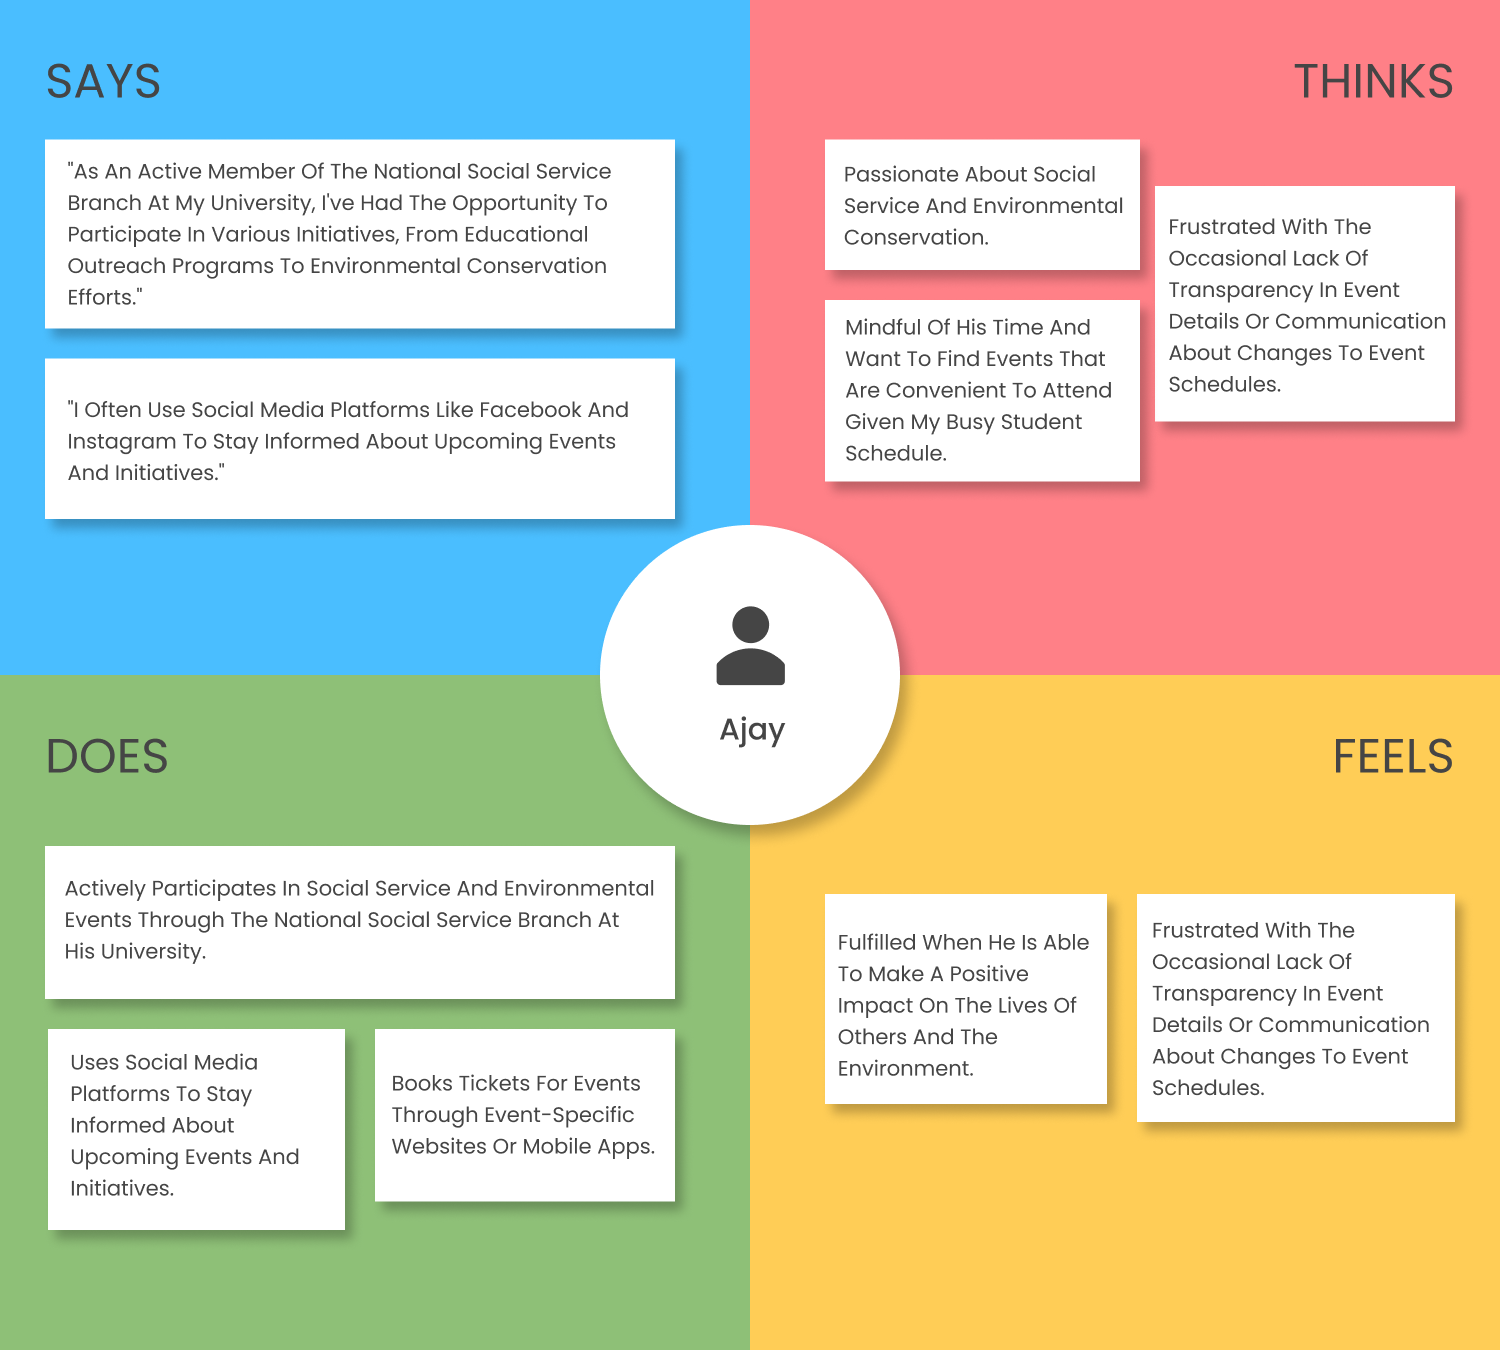 SAYS
"As An Active Member Of The National Social Service
Branch At My University, I've Had The Opportunity To
Participate In Various Initiatives, From Educational
Outreach Programs To Environmental Conservation
Efforts."
"I Often Use Social Media Platforms Like Facebook And
Instagram To Stay Informed About Upcoming Events
And Initiatives."
THINKS
Passionate About Social
Service And Environmental
Conservation.
Mindful Of His Time And
Want To Find Events That
Are Convenient To Attend
Given My Busy Student
Schedule.
Frustrated With The
Occasional Lack Of
Transparency In Event
Details Or Communication
About Changes To Event
Schedules.
Ajay
DOES
Actively Participates In Social Service And Environmental
Events Through The National Social Service Branch At
His University.
Uses Social Media
Platforms To Stay
Informed About
Upcoming Events And
Initiatives.
Books Tickets For Events
Through Event-Specific
Websites Or Mobile Apps.
FEELS
Fulfilled When He Is Able
To Make A Positive
Impact On The Lives Of
Others And The
Environment.
Frustrated With The
Occasional Lack Of
Transparency In Event
Details Or Communication
About Changes To Event
Schedules.